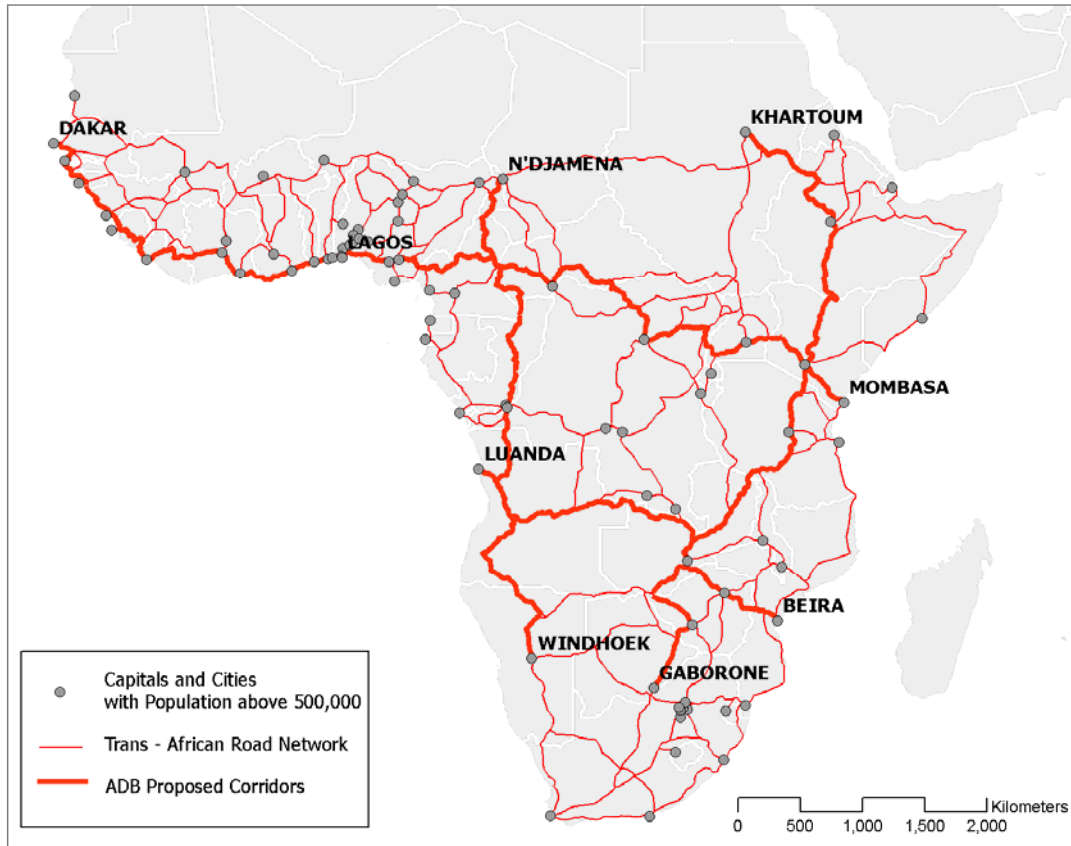 KHARTOUM
DAKAR
N'DJAMENA
LAGOS
MOMBASA
LUANDA
BEIRA
WINDHOEK
GABORONE
Capitals and Cities
with Population above 500,000
Trans - African Road Network
ADB Proposed Corridors
Kilometers
0 500 1,000 1,500 2,000